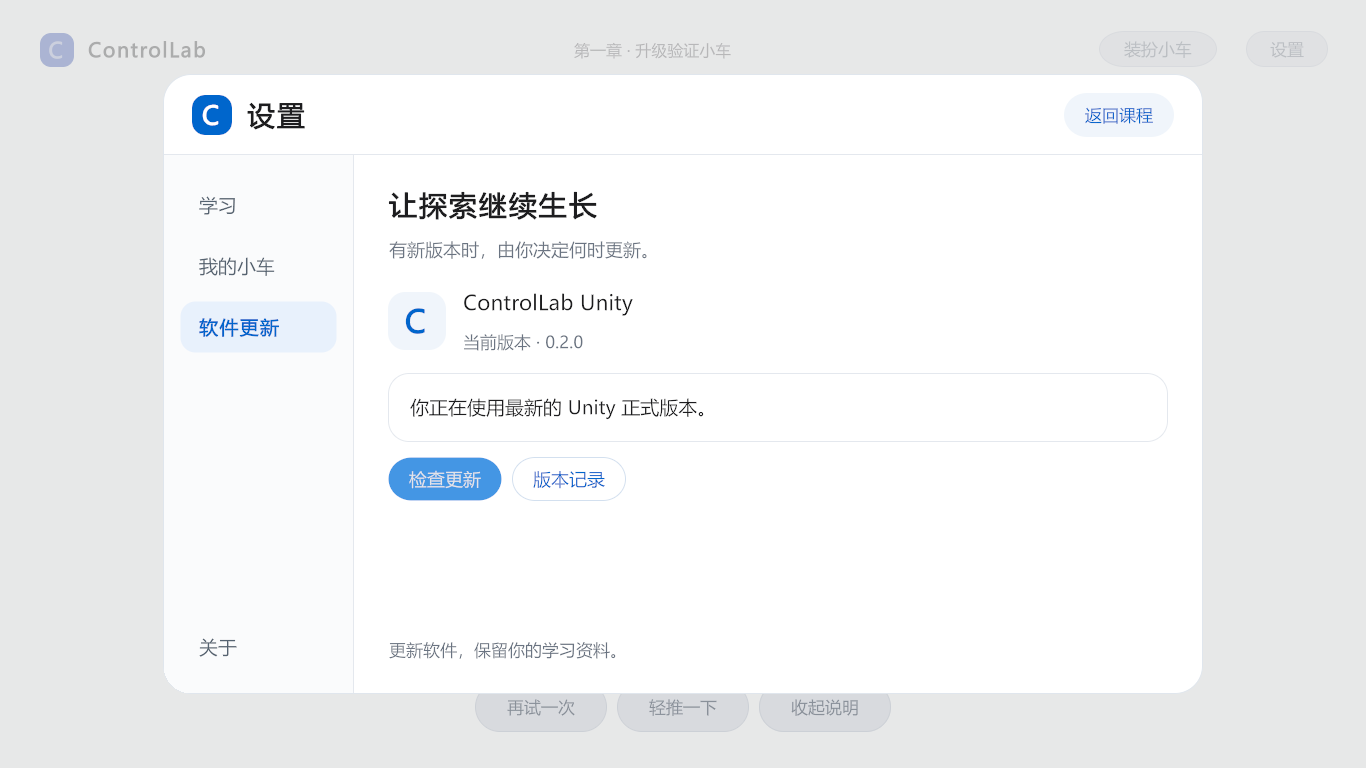 C ControlLab
第一章 · 升级验证小车
装扮小车
设置
C 设置
返回课程
学习
我的小车
软件更新
关于
让探索继续生长
有新版本时，由你决定何时更新。
C
ControlLab Unity
当前版本 · 0.2.0
你正在使用最新的 Unity 正式版本。
检查更新
版本记录
更新软件，保留你的学习资料。
再试一次
轻推一下
收起说明